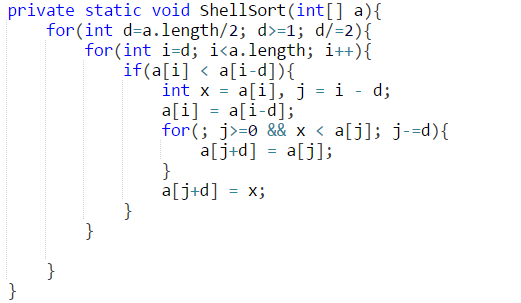 private static void ShellSort(int[] a){
    for(int d=a.length/2; d>=1; d/=2){
        for(int i=d; i<a.length; i++){
            if(a[i] < a[i-d]){
                int x = a[i], j = i - d;
                a[i] = a[i-d];
                for(; j>=0 && x < a[j]; j-=d){
                    a[j+d] = a[j];
                }
                a[j+d] = x;
            }
        }
    }
}